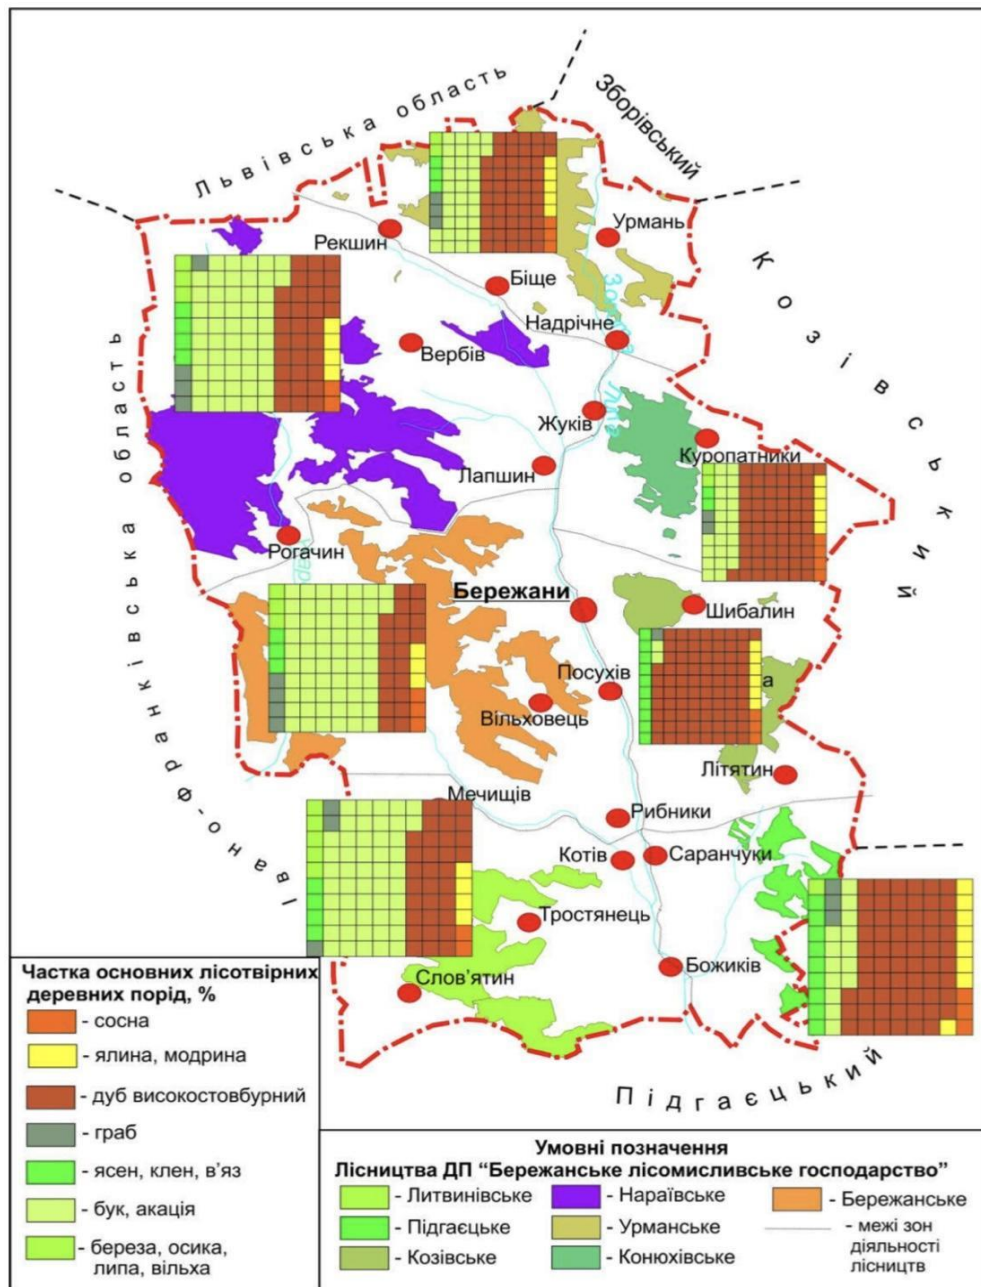 Львівська область
Зборівський
Козівський
Івано-Франківська область
Підгаєцький
Рекшин
Урмань
Біще
Надрічне
Вербів
Жуків
Лапшин
Куропатники
Рогачин
Бережани
Шибалин
Посухів
а
Вільховець
Літятин
Мечищів
Рибники
Котів
Саранчуки
Тростянець
Божиків
Слов’ятин
Частка основних лісотвірних
деревних порід, %
- сосна
- ялина, модрина
- дуб високостовбурний
- граб
- ясен, клен, в’яз
- бук, акація
- береза, осика,
липа, вільха
Умовні позначення
Лісництва ДП “Бережанське лісомисливське господарство”
- Литвинівське
- Нараївське
- Бережанське
- Підгаєцьке
- Урманське
- межі зон
діяльності
лісництв
- Козівське
- Конюхівське